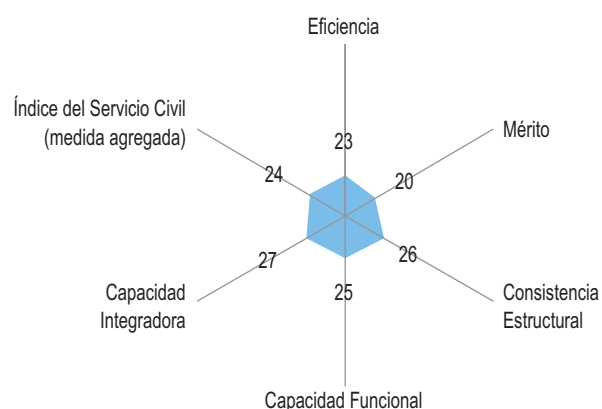 Eficiencia
Índice del Servicio Civil
(medida agregada)
Mérito
23
24
20
27
26
25
Capacidad
Integradora
Consistencia
Estructural
Capacidad Funcional